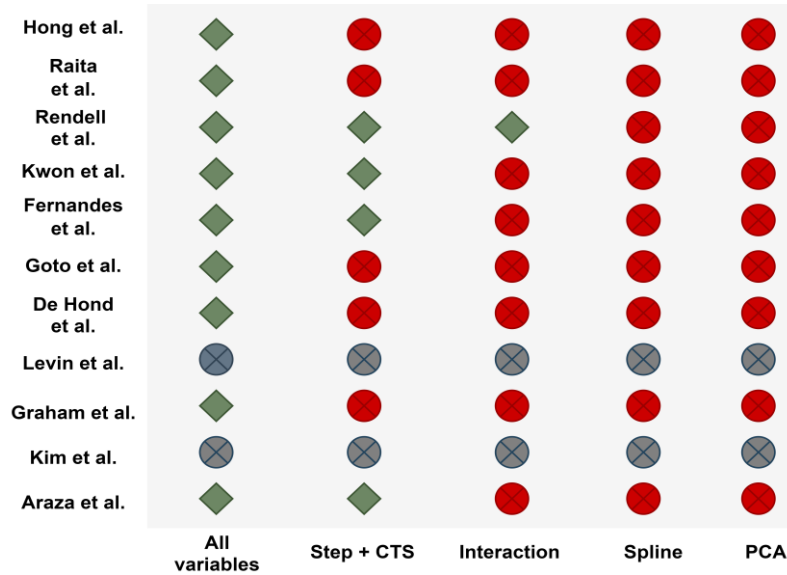 Hong et al.
Raita
et al.
Rendell
et al.
Kwon et al.
Fernandes
et al.
Goto et al.
De Hond
et al.
Levin et al.
Graham et al.
Kim et al.
Araza et al.
All
variables
Step + CTS
Interaction
Spline
PCA